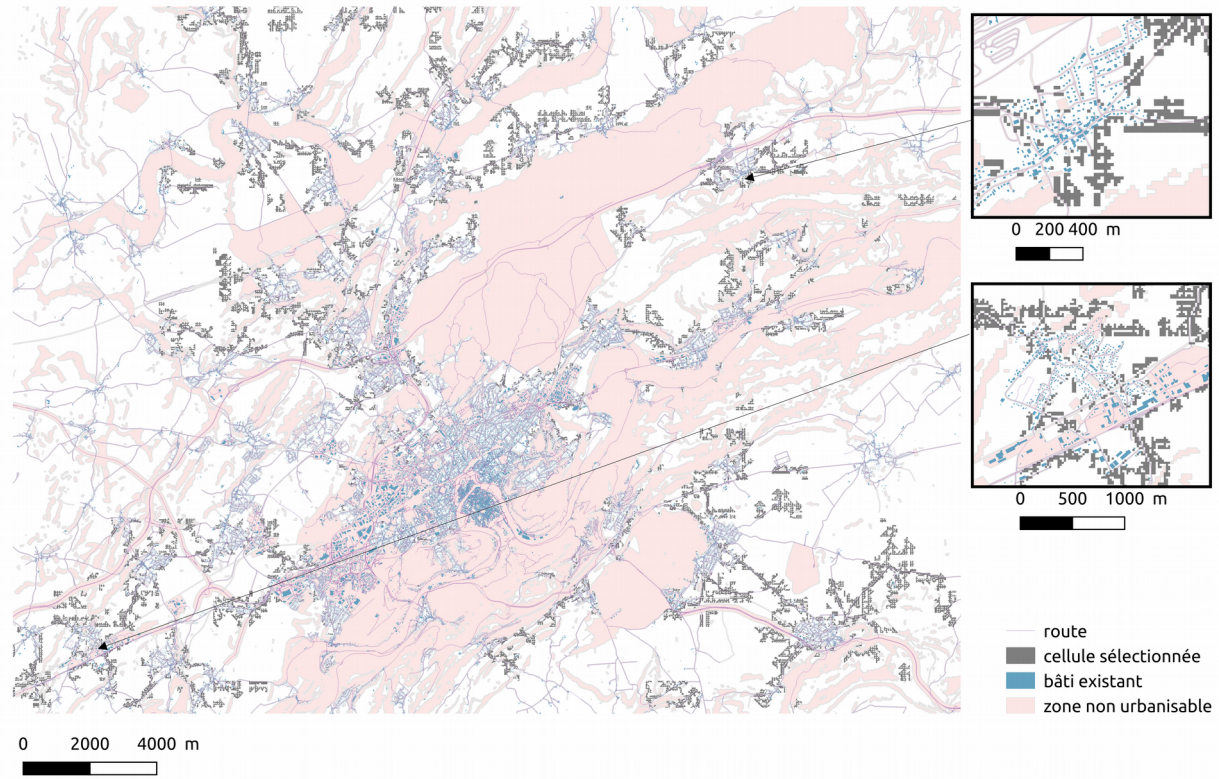 0 200 400 m
0 500 1000 m
route
cellule sélectionnée
bâti existant
zone non urbanisable
0 2000 4000 m